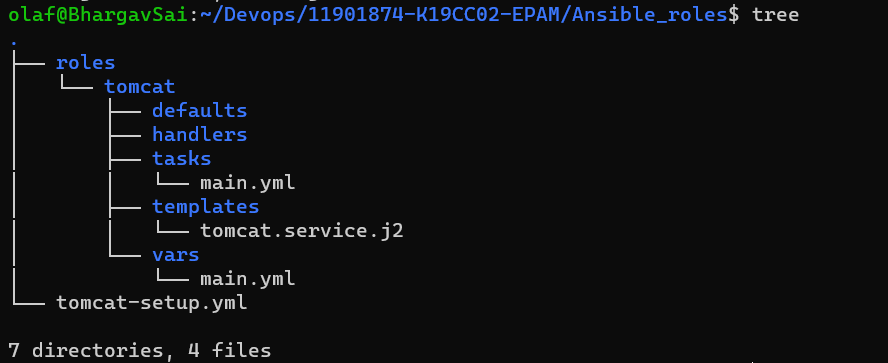 olaf@BhargavSai:~/Devops/11901874-K19CC02-EPAM/Ansible_roles$ tree
.
├── roles
│   └── tomcat
│       ├── defaults
│       ├── handlers
│       ├── tasks
│       │   └── main.yml
│       ├── templates
│       │   └── tomcat.service.j2
│       └── vars
│           └── main.yml
└── tomcat-setup.yml

7 directories, 4 files